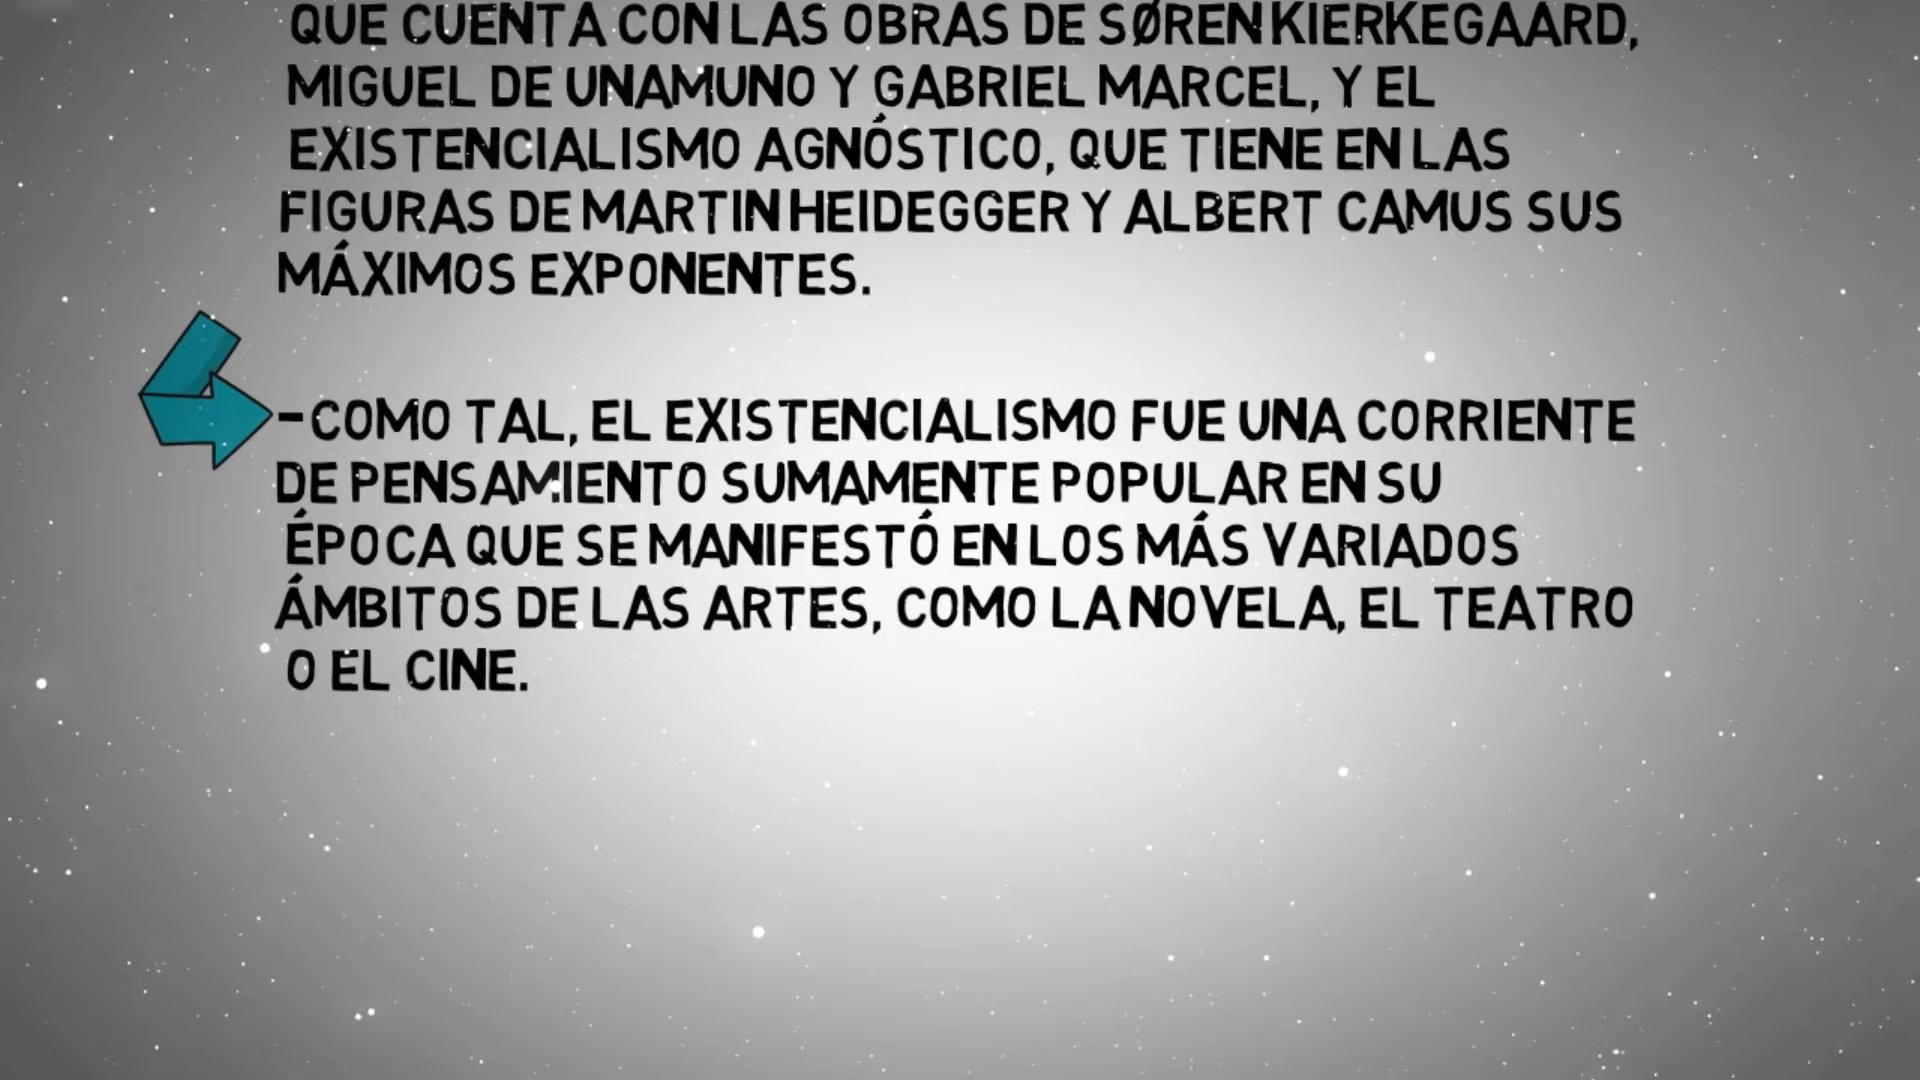 QUE CUENTA CON LAS OBRAS DE SØREN KIERKEGAARD,
MIGUEL DE UNAMUNO Y GABRIEL MARCEL, Y EL
EXISTENCIALISMO AGNÓSTICO, QUE TIENE EN LAS
FIGURAS DE MARTIN HEIDEGGER Y ALBERT CAMUS SUS
MÁXIMOS EXPONENTES.
-COMO TAL, EL EXISTENCIALISMO FUE UNA CORRIENTE
DE PENSAMIENTO SUMAMENTE POPULAR EN SU
ÉPOCA QUE SE MANIFESTÓ EN LOS MÁS VARIADOS
ÁMBITOS DE LAS ARTES, COMO LA NOVELA, EL TEATRO
O EL CINE.